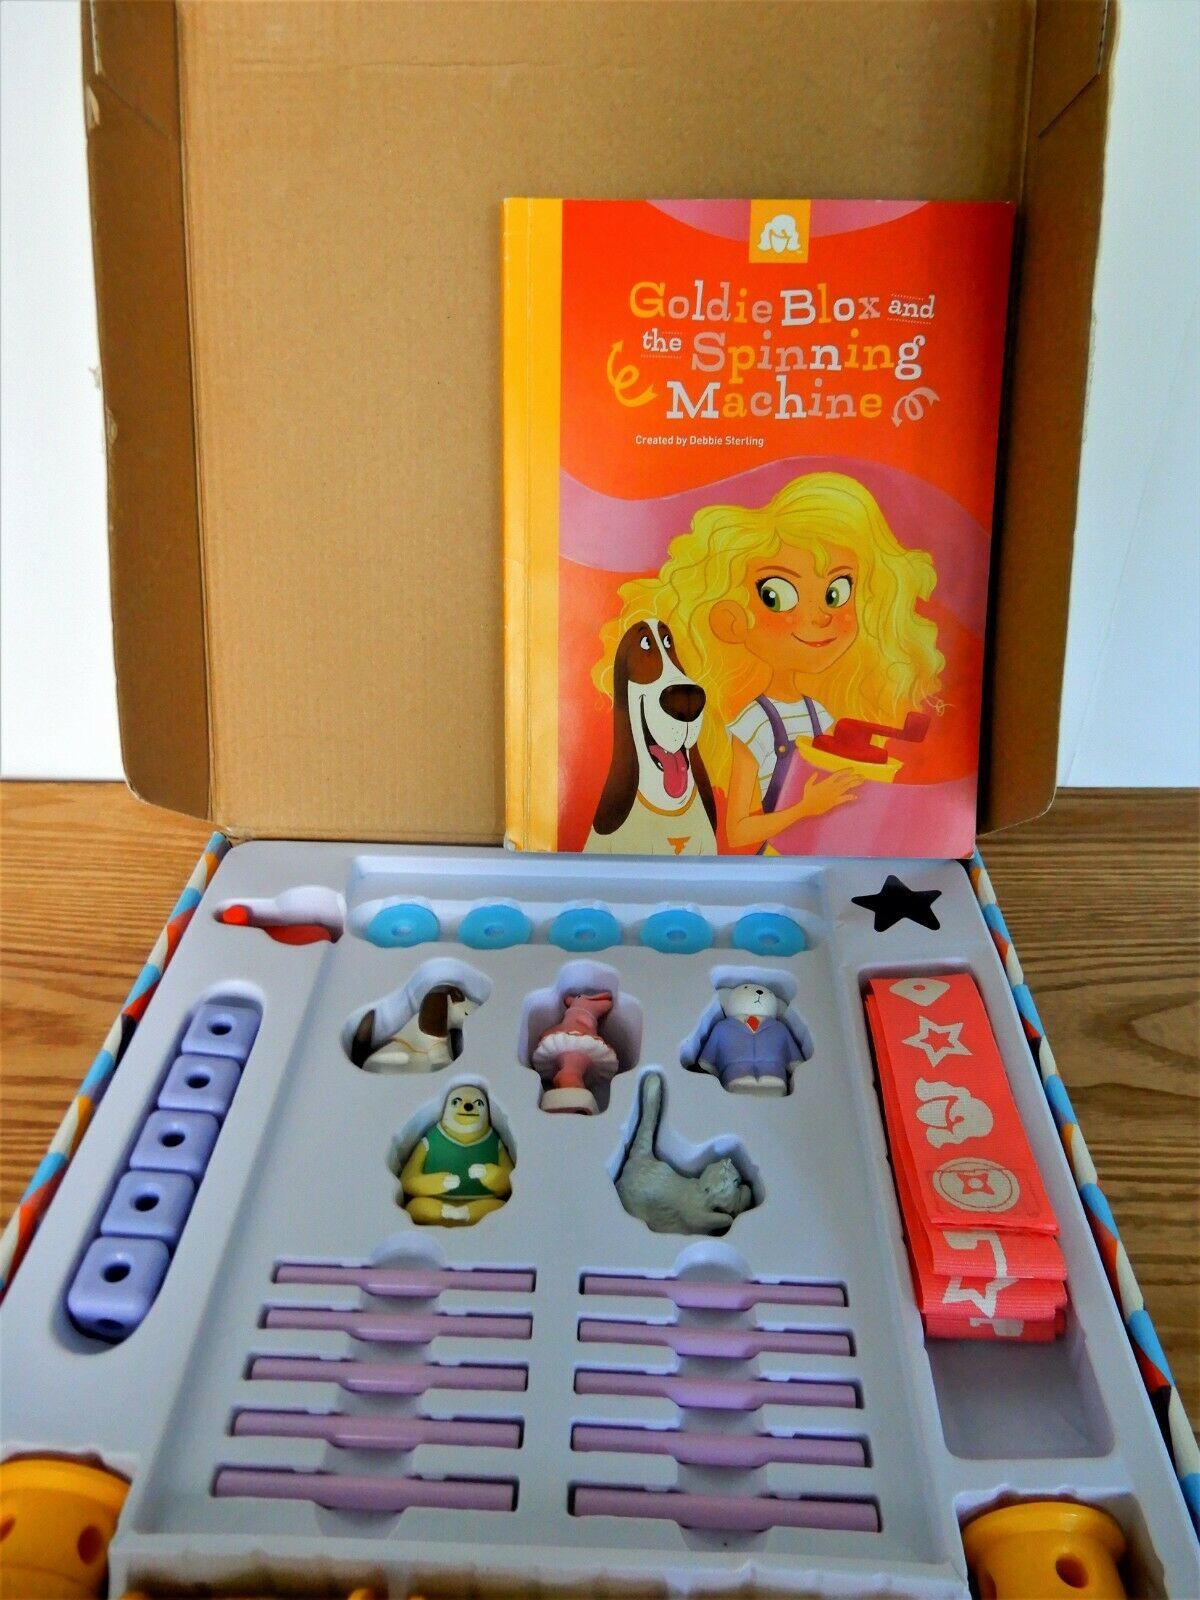 Goldie Blox and
the Spinning
Machine
Created by Debbie Sterling